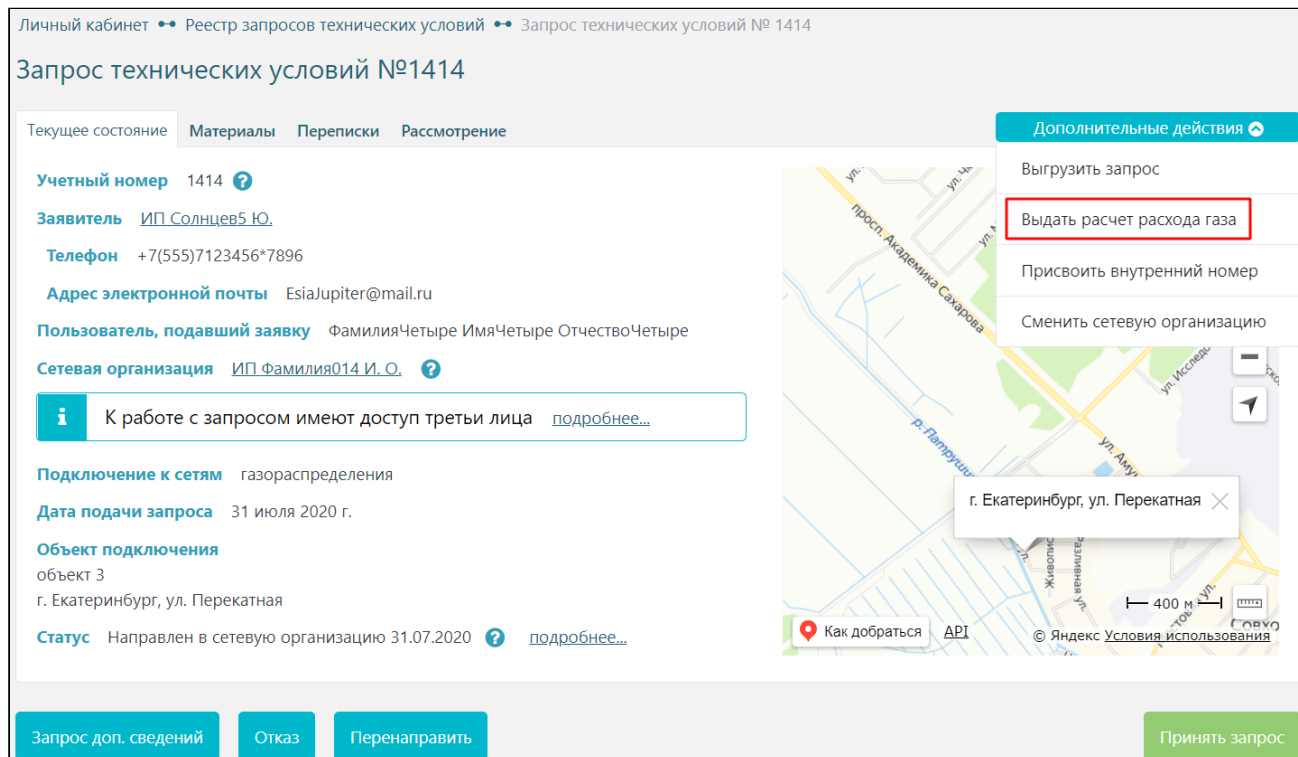 Личный кабинет Реестр запросов технических условий Запрос технических условий № 1414
Запрос технических условий №1414
Текущее состояние Материалы Переписки Рассмотрение
Дополнительные действия
Выгрузить запрос
Выдать расчет расхода газа
Присвоить внутренний номер
Сменить сетевую организацию
Учетный номер 1414 ?
Заявитель ИП Солнцев5 Ю.
Телефон +7(555)7123456*7896
Адрес электронной почты EsiaJupiter@mail.ru
Пользователь, подавший заявку ФамилияЧетыре ИмяЧетыре ОтчествоЧетыре
Сетевая организация ИП Фамилия014 И. О. ?
i К работе с запросом имеют доступ третьи лица подробнее...
Подключение к сетям газораспределения
Дата подачи запроса 31 июля 2020 г.
Объект подключения
объект 3
г. Екатеринбург, ул. Перекатная
Статус Направлен в сетевую организацию 31.07.2020 ? подробнее...
просп. Академика Сахарова
г. Екатеринбург, ул. Перекатная
Разливная ул.
400 м
Как добраться API
© Яндекс Условия использования
Запрос доп. сведений Отказ Перенаправить Принять запрос